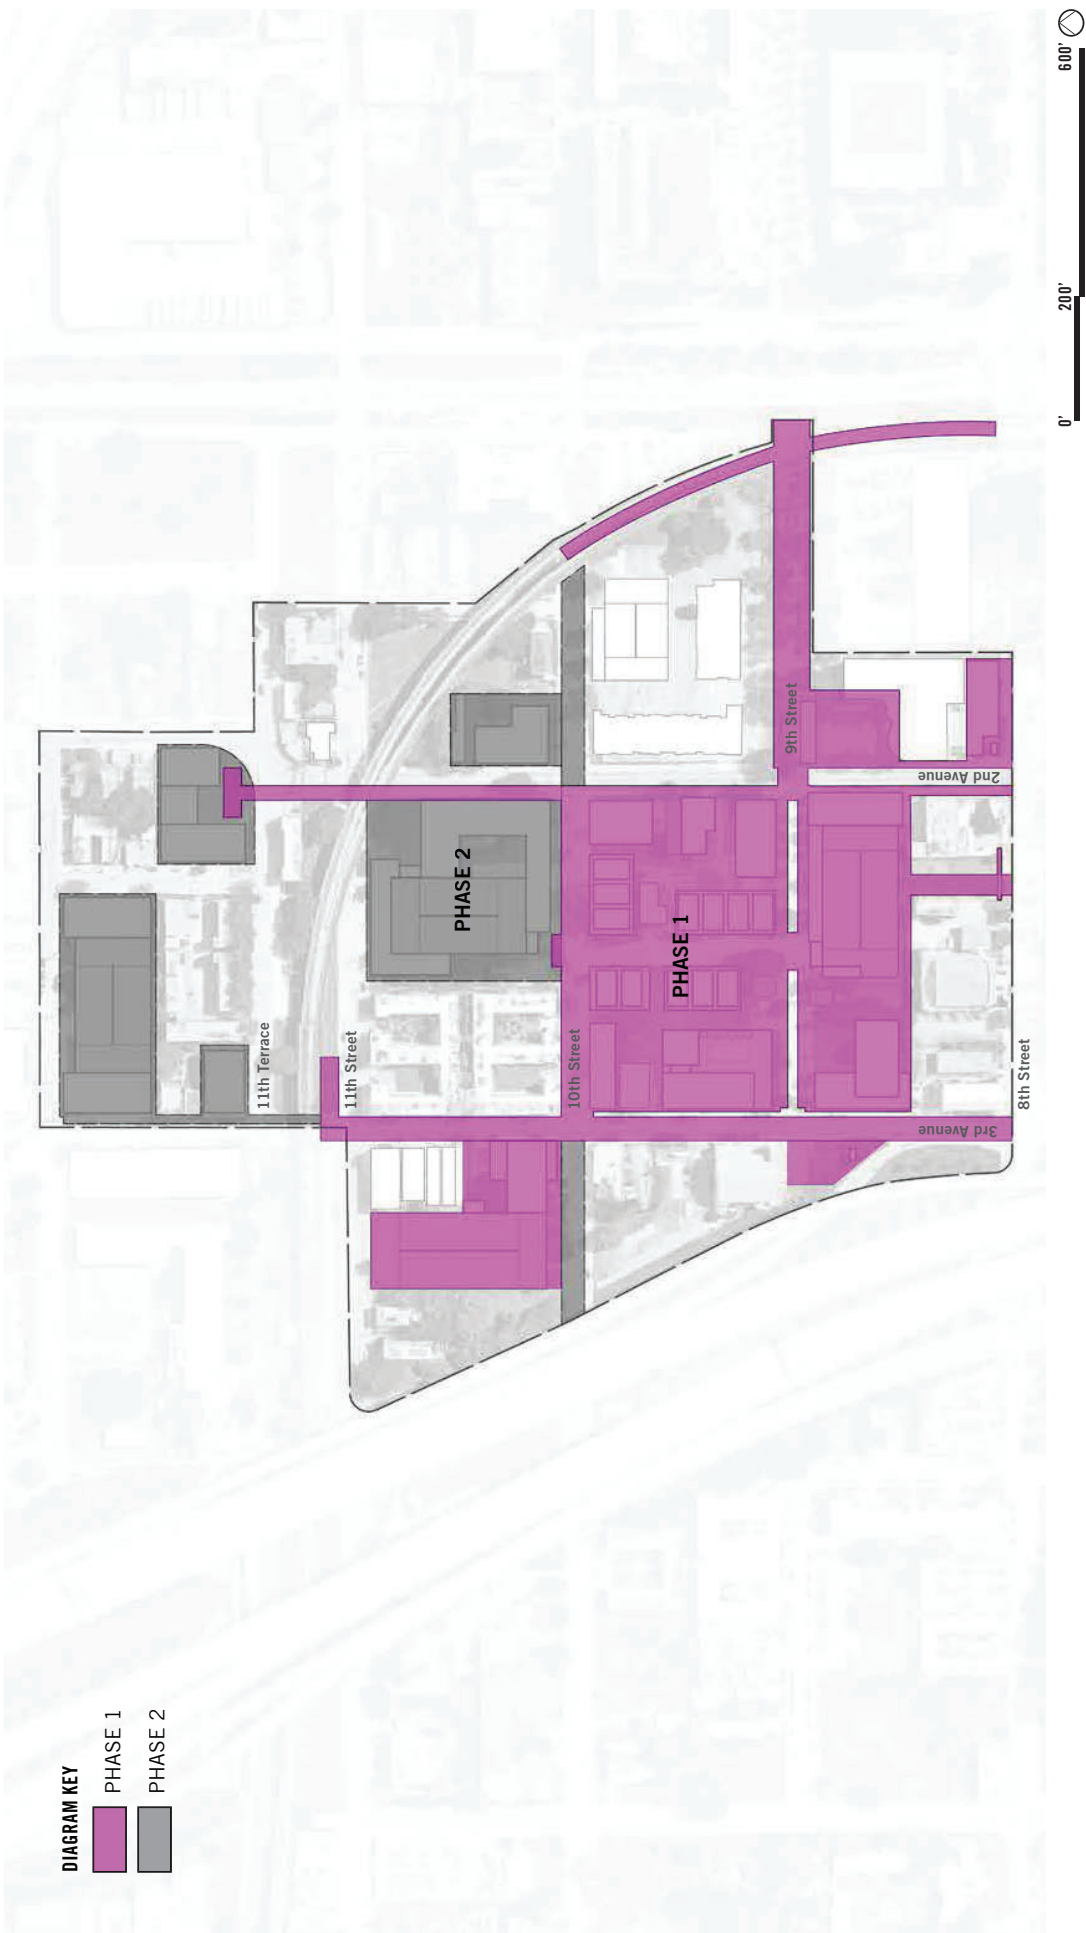 DIAGRAM KEY
PHASE 1
PHASE 2
11th Terrace
11th Street
PHASE 2
10th Street
PHASE 1
9th Street
2nd Avenue
3rd Avenue
8th Street
0'
200'
600'